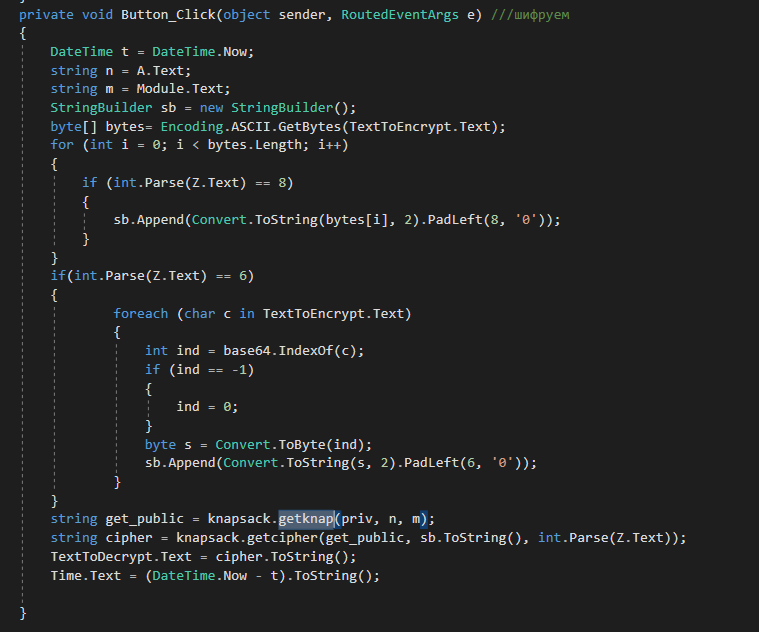 private void Button_Click(object sender, RoutedEventArgs e) ///шифруем
{
DateTime t = DateTime.Now;
string n = A.Text;
string m = Module.Text;
StringBuilder sb = new StringBuilder();
byte[] bytes= Encoding.ASCII.GetBytes(TextToEncrypt.Text);
for (int i = 0; i < bytes.Length; i++)
{
if (int.Parse(Z.Text) == 8)
{
sb.Append(Convert.ToString(bytes[i], 2).PadLeft(8, '0'));
}
}
if(int.Parse(Z.Text) == 6)
{
foreach (char c in TextToEncrypt.Text)
{
int ind = base64.IndexOf(c);
if (ind == -1)
{
ind = 0;
}
byte s = Convert.ToByte(ind);
sb.Append(Convert.ToString(s, 2).PadLeft(6, '0'));
}
}
string get_public = knapsack.getknap(priv, n, m);
string cipher = knapsack.getcipher(get_public, sb.ToString(), int.Parse(Z.Text));
TextToDecrypt.Text = cipher.ToString();
Time.Text = (DateTime.Now - t).ToString();
}